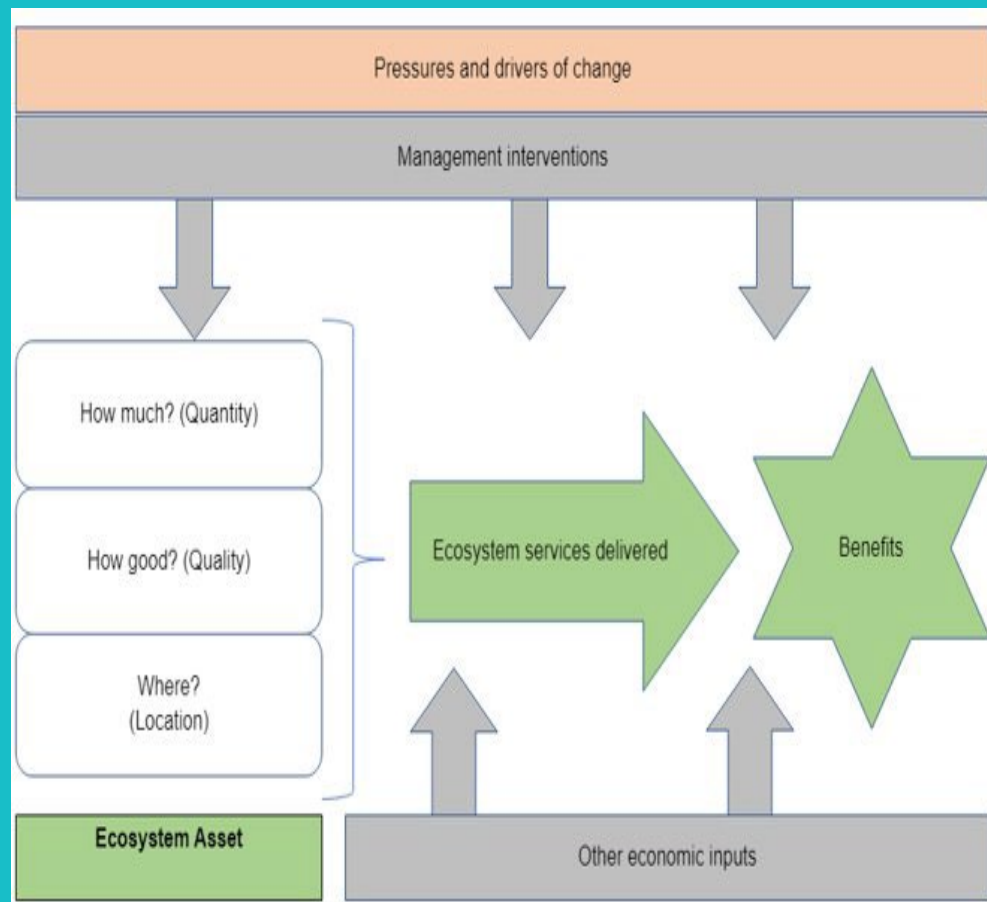 Pressures and drivers of change
Management interventions
How much? (Quantity)
How good? (Quality)
Where?
(Location)
Ecosystem services delivered
Benefits
Ecosystem Asset
Other economic inputs